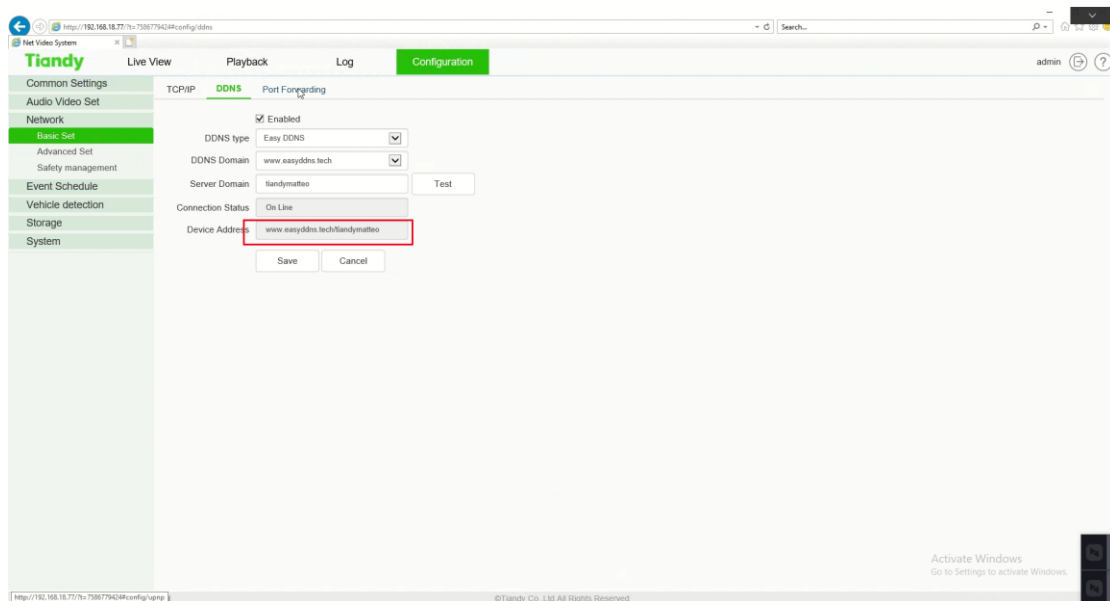 http://192.168.18.77/?t=7586779424#config/ddns
Search...
Net Video System
Tiandy
Live View
Playback
Log
Configuration
admin
Common Settings
Audio Video Set
Network
Basic Set
Advanced Set
Safety management
Event Schedule
Vehicle detection
Storage
System
TCP/IP
DDNS
Port Forwarding
Enabled
DDNS type
Easy DDNS
DDNS Domain
www.easyddns.tech
Server Domain
tiandymatteo
Test
Connection Status
On Line
Device Address
www.easyddns.tech/tiandymatteo
Save
Cancel
Activate Windows
Go to Settings to activate Windows.
http://192.168.18.77/?t=7586779424#config/upnp
©Tiandy Co.,Ltd All Rights Reserved